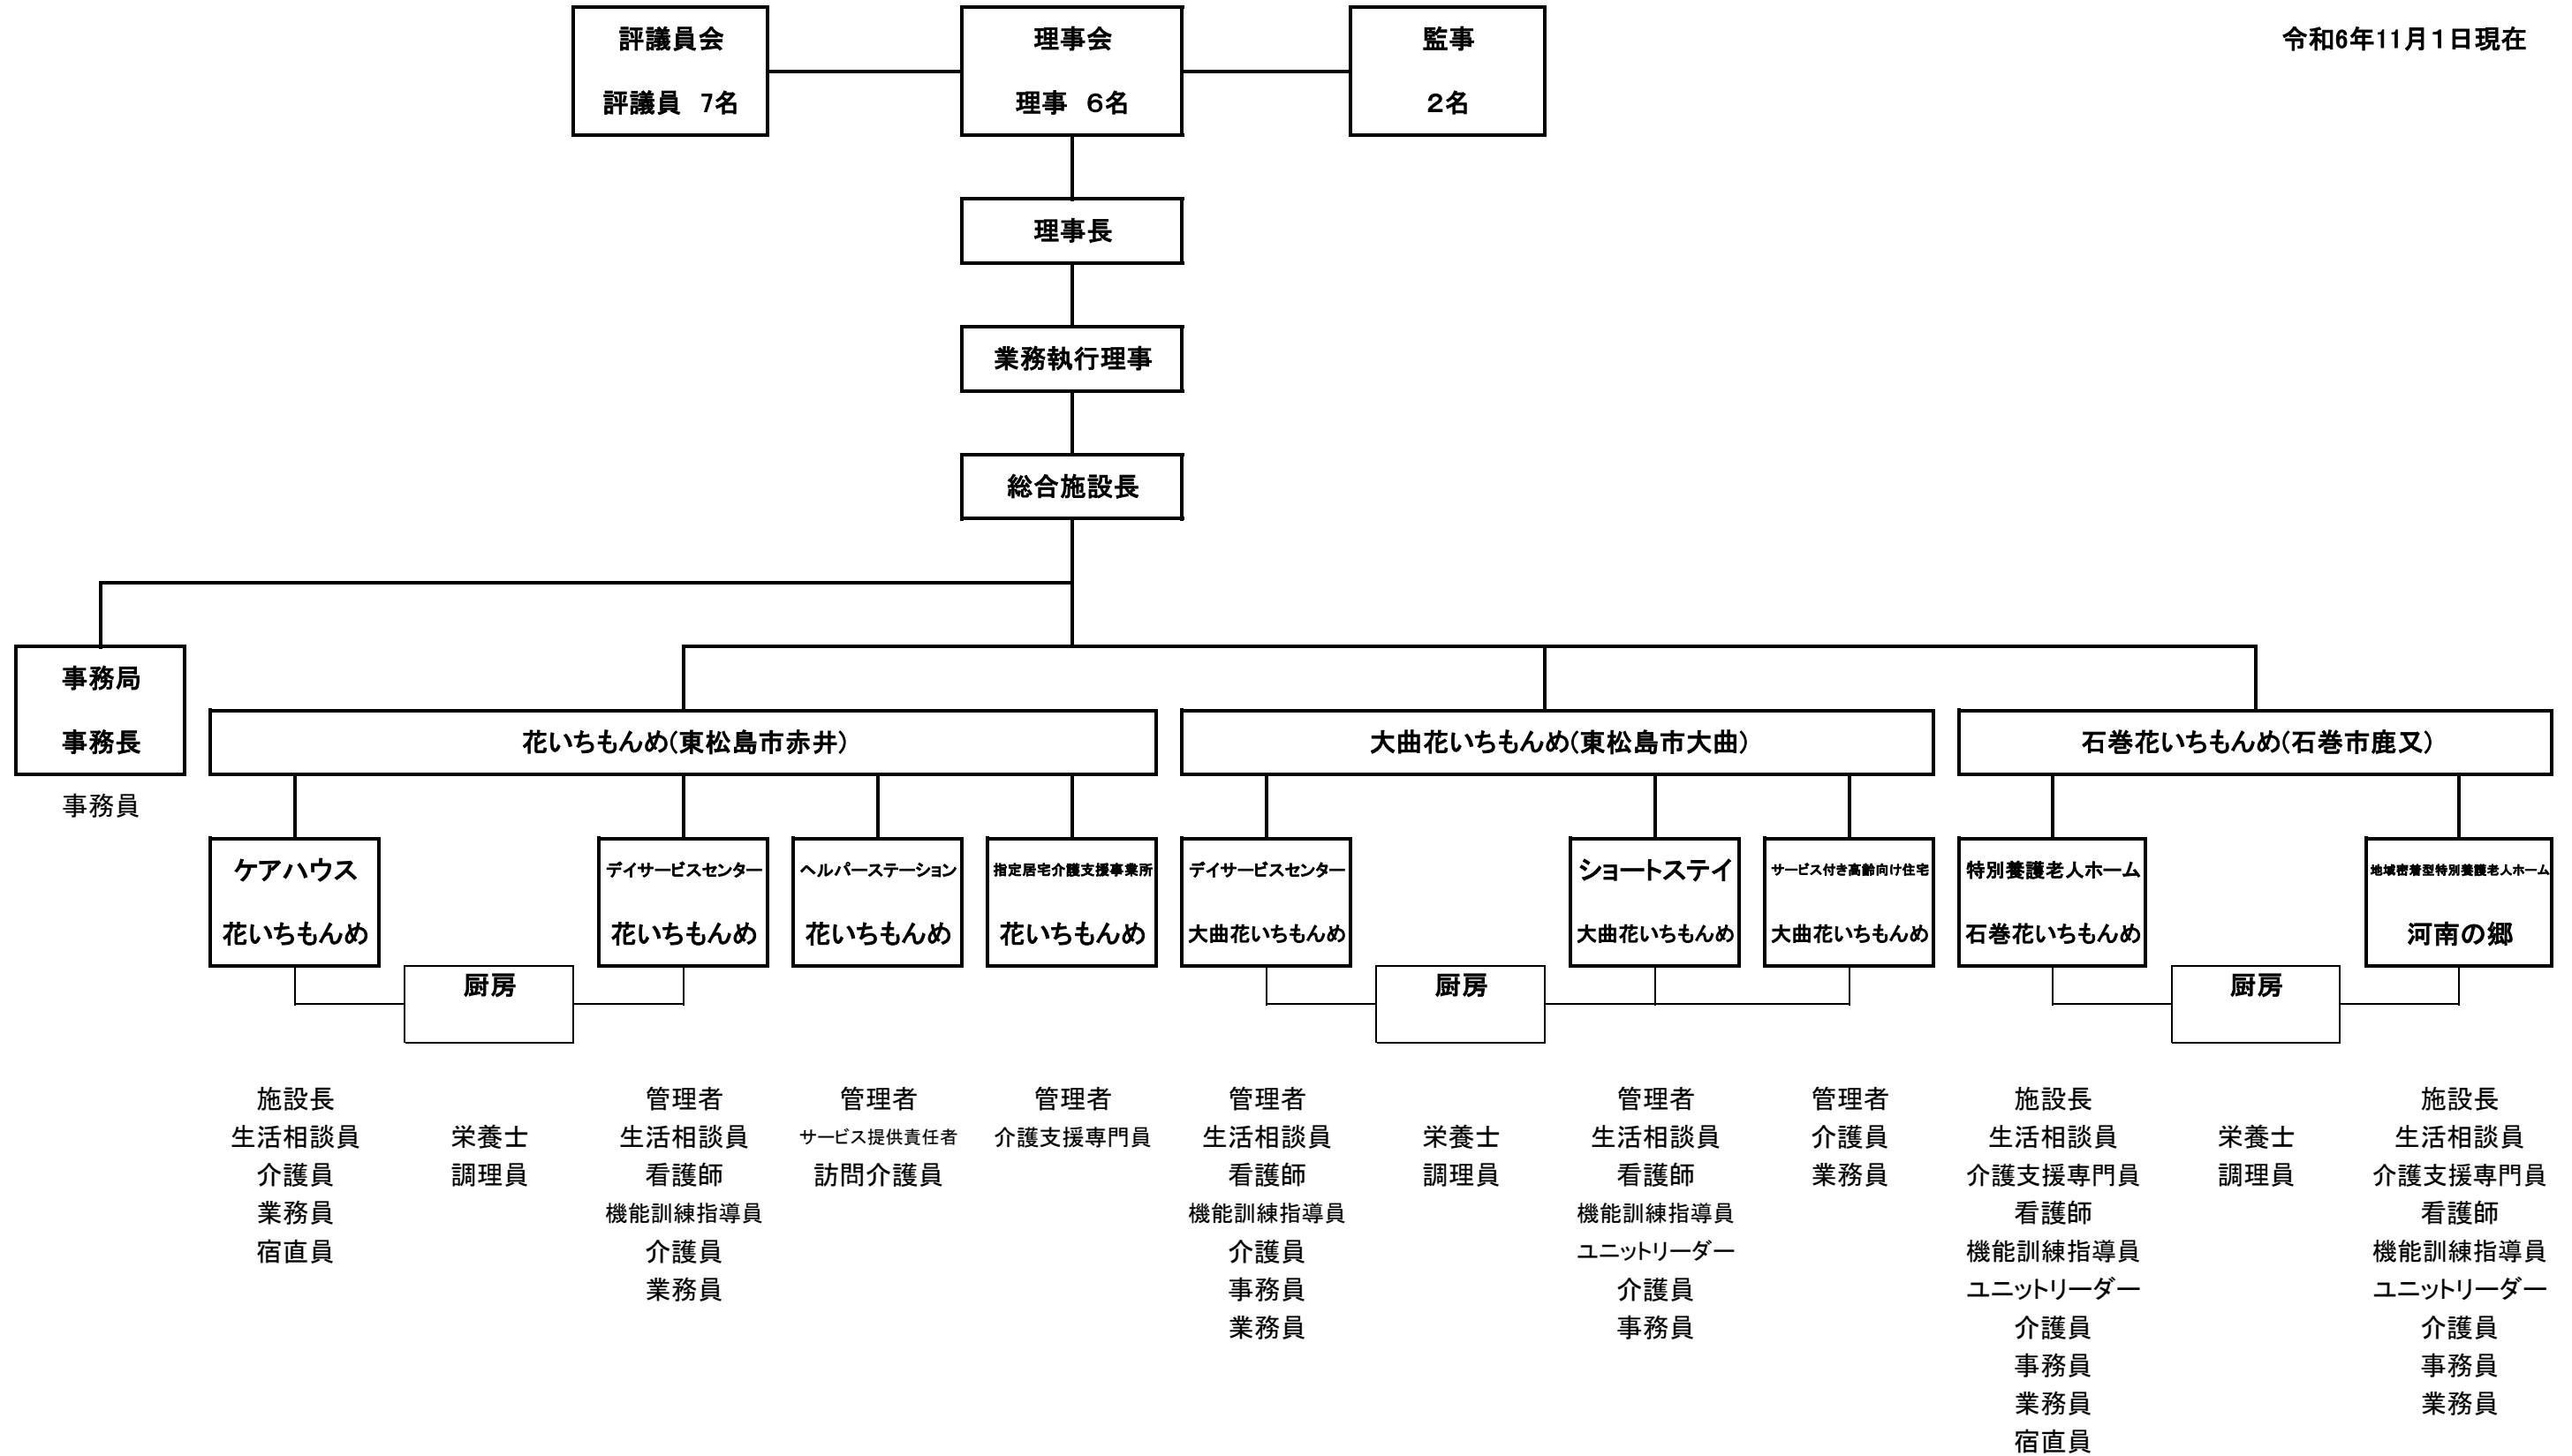 令和6年11月１日現在
評議員会
評議員　7名
理事会
理事　６名
監事
２名
理事長
業務執行理事
総合施設長
事務局
事務長
事務員
花いちもんめ(東松島市赤井)
大曲花いちもんめ(東松島市大曲)
石巻花いちもんめ(石巻市鹿又)
ケアハウス
花いちもんめ
デイサービスセンター
花いちもんめ
ヘルパーステーション
花いちもんめ
指定居宅介護支援事業所
花いちもんめ
デイサービスセンター
大曲花いちもんめ
ショートステイ
大曲花いちもんめ
サービス付き高齢向け住宅
大曲花いちもんめ
特別養護老人ホーム
石巻花いちもんめ
地域密着型特別養護老人ホーム
河南の郷
厨房
厨房
厨房
施設長
生活相談員
介護員
業務員
宿直員
栄養士
調理員
管理者
生活相談員
看護師
機能訓練指導員
介護員
業務員
管理者
サービス提供責任者
訪問介護員
管理者
介護支援専門員
管理者
生活相談員
看護師
機能訓練指導員
介護員
事務員
業務員
栄養士
調理員
管理者
生活相談員
看護師
機能訓練指導員
ユニットリーダー
介護員
事務員
管理者
介護員
業務員
施設長
生活相談員
介護支援専門員
看護師
機能訓練指導員
ユニットリーダー
介護員
事務員
業務員
宿直員
栄養士
調理員
施設長
生活相談員
介護支援専門員
看護師
機能訓練指導員
ユニットリーダー
介護員
事務員
業務員